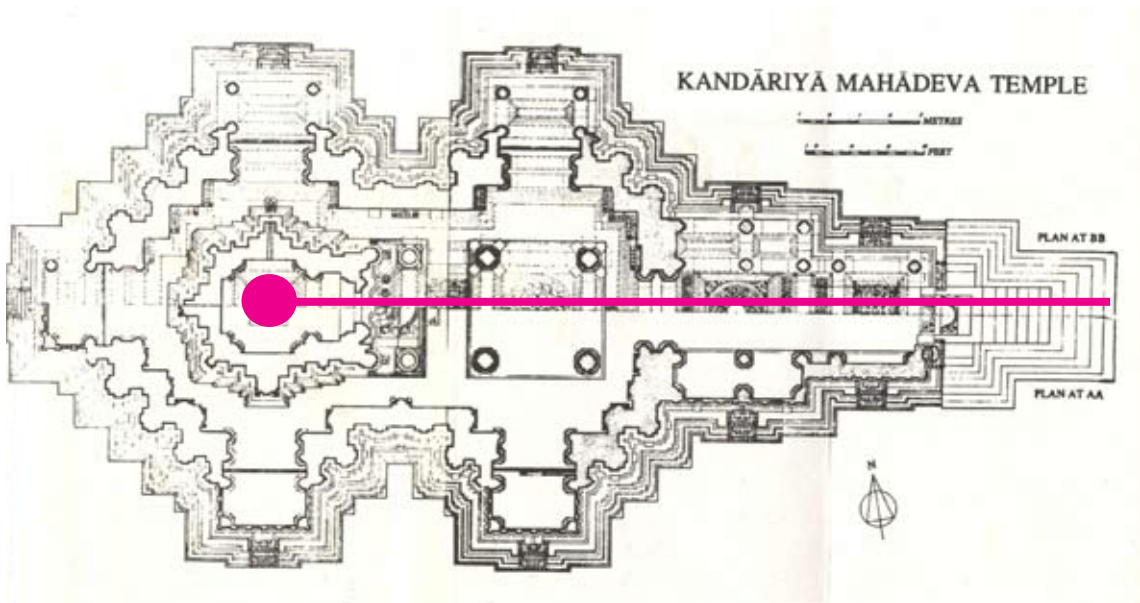 KANDĀRIYĀ MAHĀDEVA TEMPLE
METRES
FEET
PLAN AT BB
PLAN AT AA
N